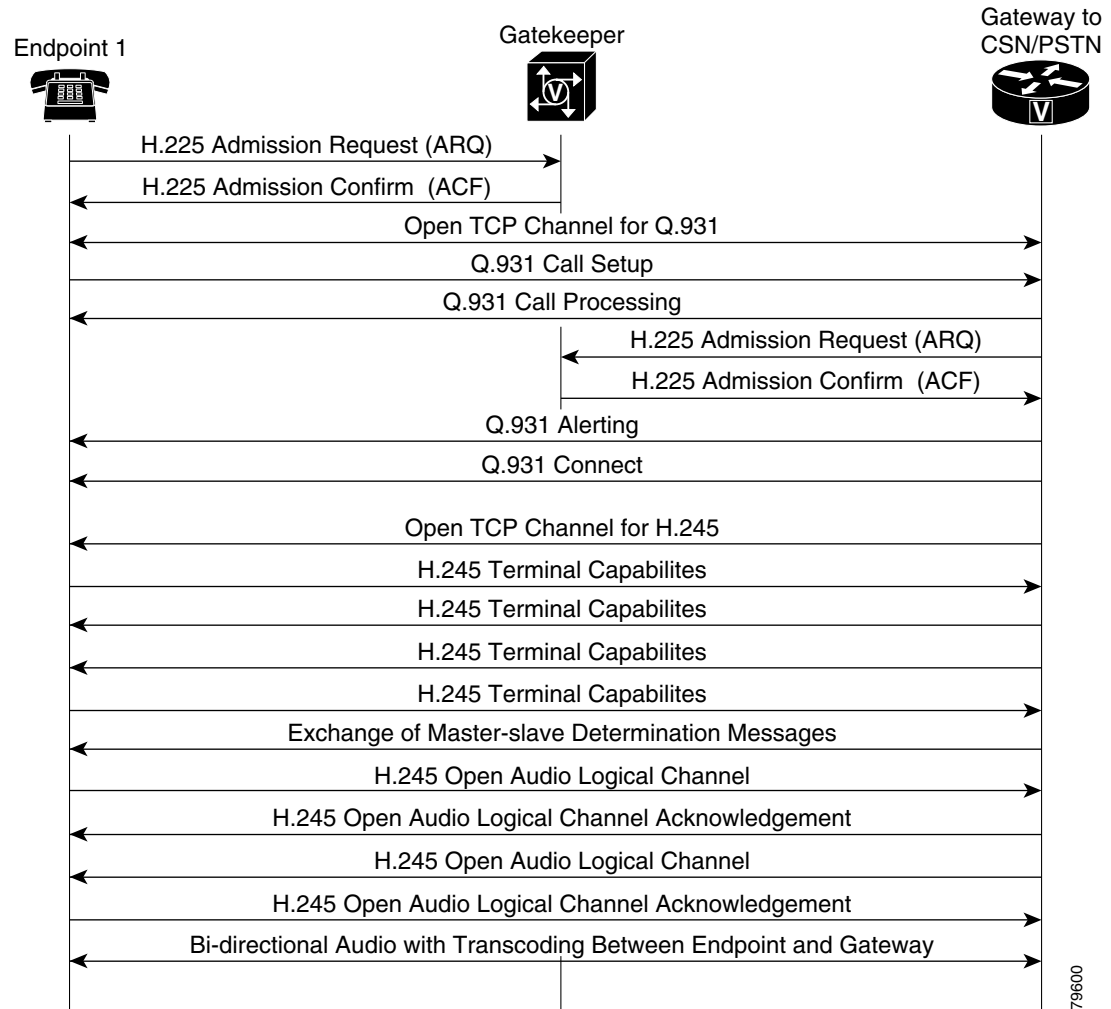 Endpoint 1
Gatekeeper
Gateway to
CSN/PSTN
V
V
H.225 Admission Request (ARQ)
H.225 Admission Confirm (ACF)
Open TCP Channel for Q.931
Q.931 Call Setup
Q.931 Call Processing
H.225 Admission Request (ARQ)
H.225 Admission Confirm (ACF)
Q.931 Alerting
Q.931 Connect
Open TCP Channel for H.245
H.245 Terminal Capabilites
H.245 Terminal Capabilites
H.245 Terminal Capabilites
H.245 Terminal Capabilites
Exchange of Master-slave Determination Messages
H.245 Open Audio Logical Channel
H.245 Open Audio Logical Channel Acknowledgement
H.245 Open Audio Logical Channel
H.245 Open Audio Logical Channel Acknowledgement
Bi-directional Audio with Transcoding Between Endpoint and Gateway
79600